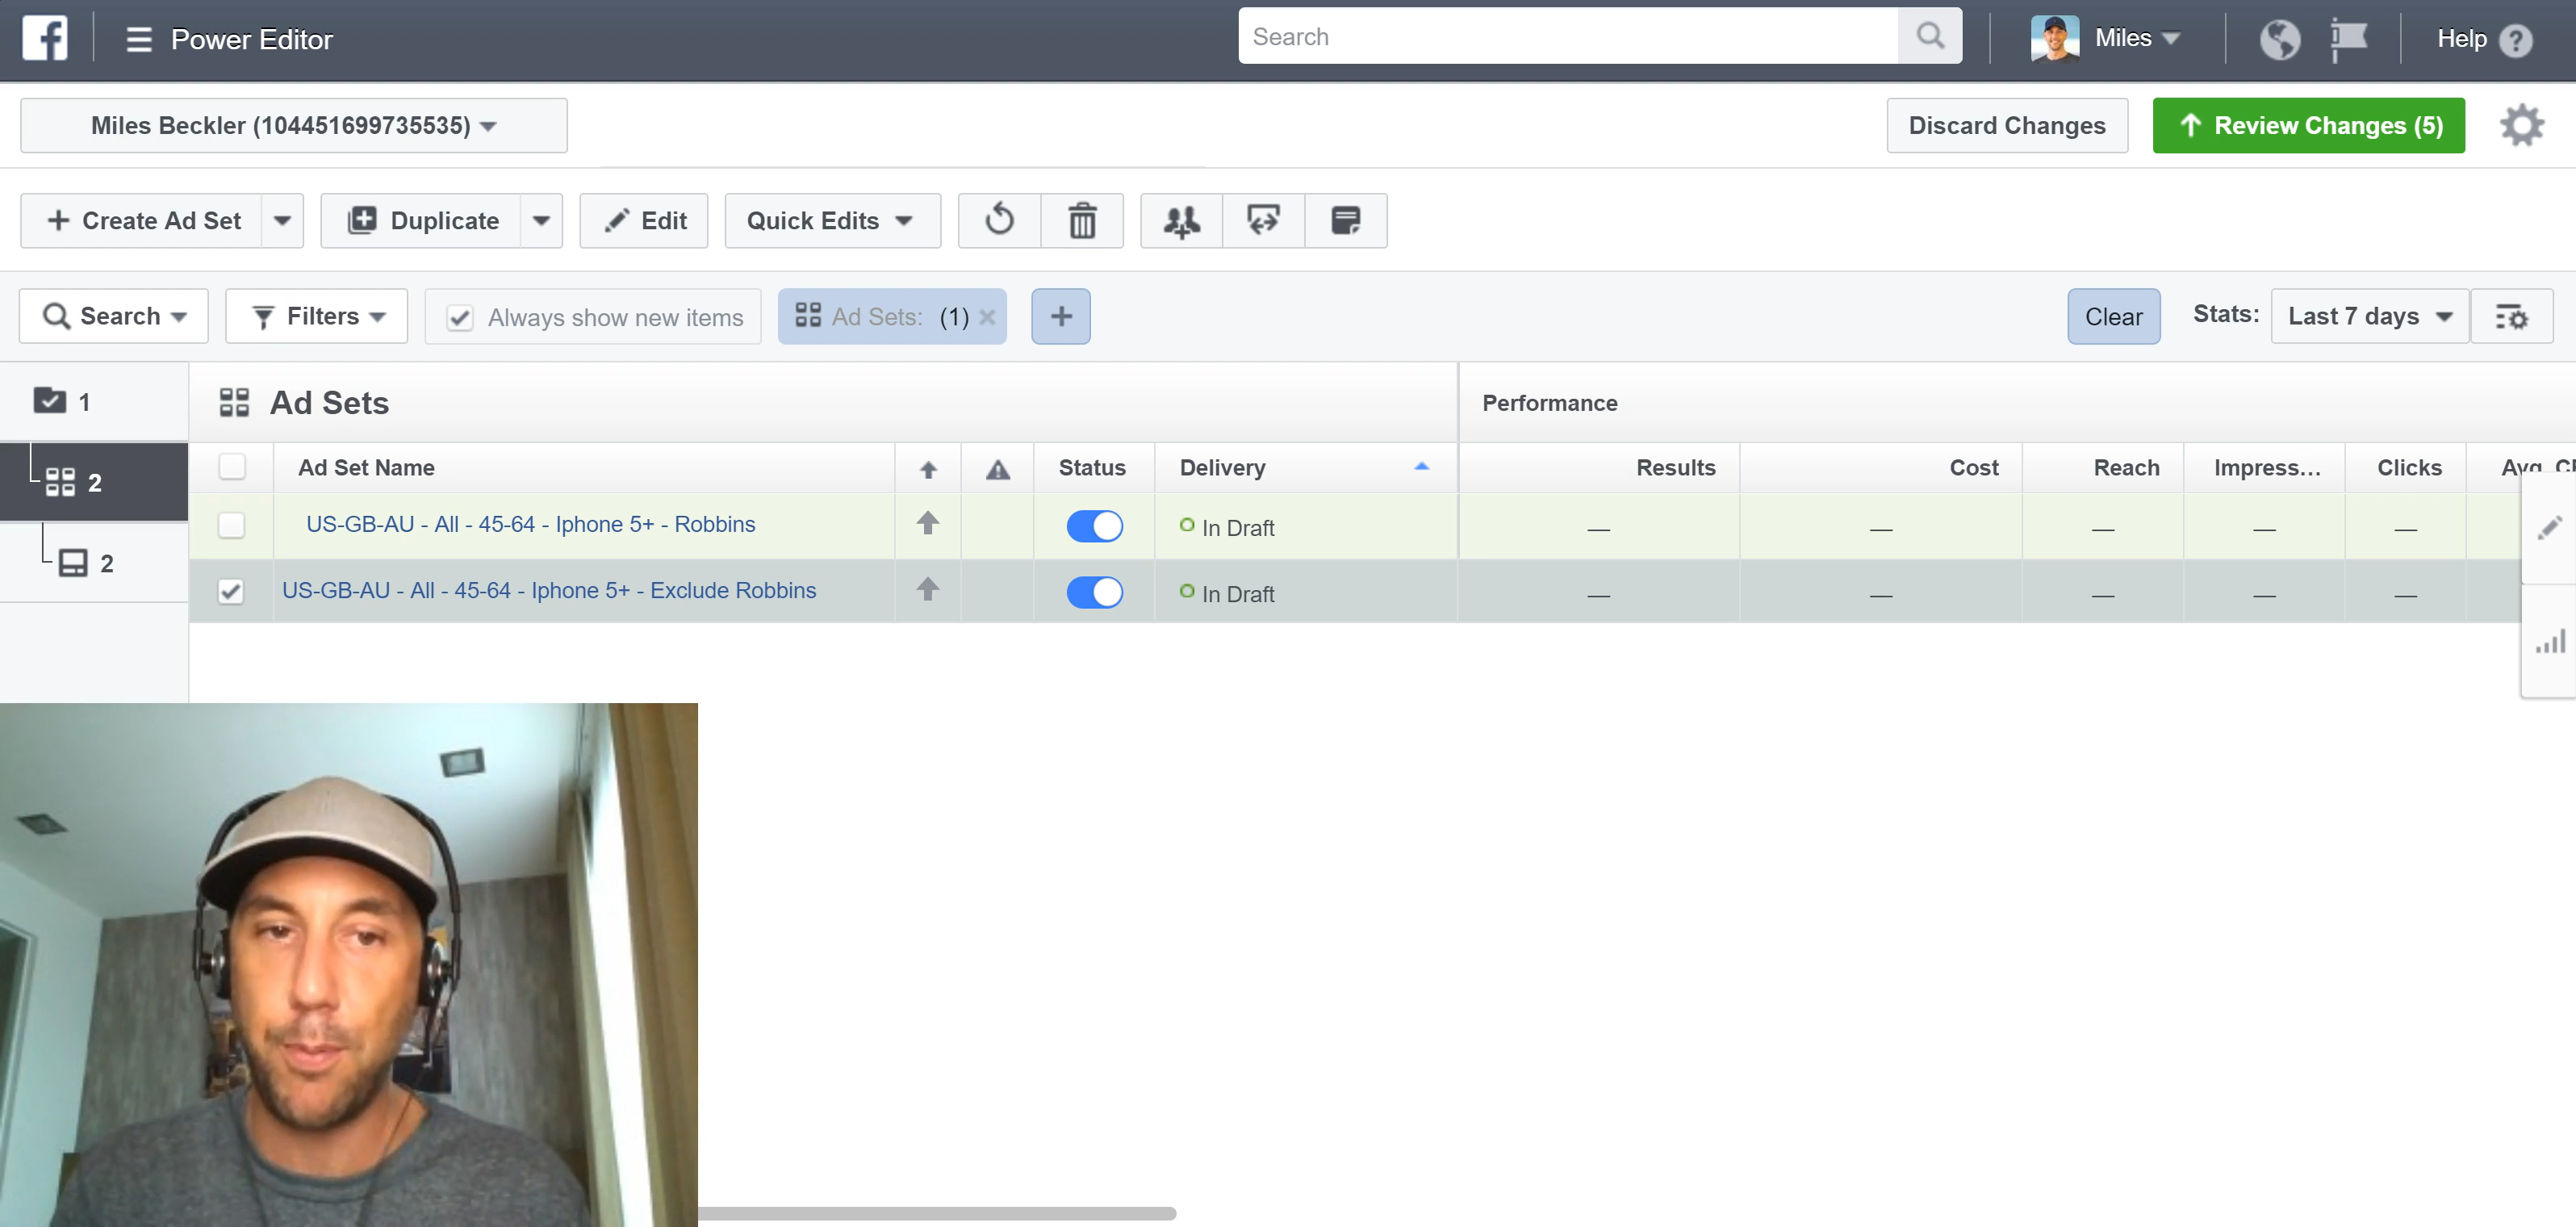 Power Editor
Search
Miles
Help
Miles Beckler (104451699735535)
Discard Changes
Review Changes (5)
Create Ad Set
Duplicate
Edit
Quick Edits
Search
Filters
Always show new items
Ad Sets: (1)
Clear
Stats:
Last 7 days
1
2
2
Ad Sets
Performance
Ad Set Name
Status
Delivery
Results
Cost
Reach
Impress...
Clicks
US-GB-AU - All - 45-64 - Iphone 5+ - Robbins
In Draft
— — — — —
US-GB-AU - All - 45-64 - Iphone 5+ - Exclude Robbins
In Draft
— — — — —